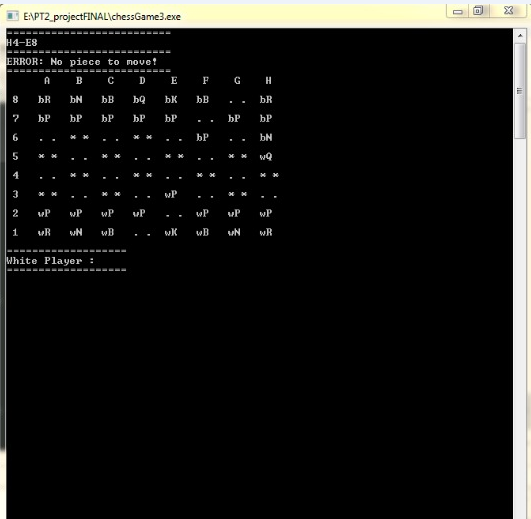 E:\PT2_projectFINAL\chessGame3.exe
===========================
H4-E8
===========================
ERROR: No piece to move!
===========================
A B C D E F G H
8 bR bN bB bQ bK bB . . bR
7 bP bP bP bP bP . . bP bP
6 . . * * . . * * . . bP . . bN
5 * * . . * * . . * * . . * * wQ
4 . . * * . . * * . . * * . . * *
3 * * . . * * . . wP . . * * . .
2 wP wP wP wP . . wP wP wP
1 wR wN wB . . wK wB wN wR
====================
White Player :
====================